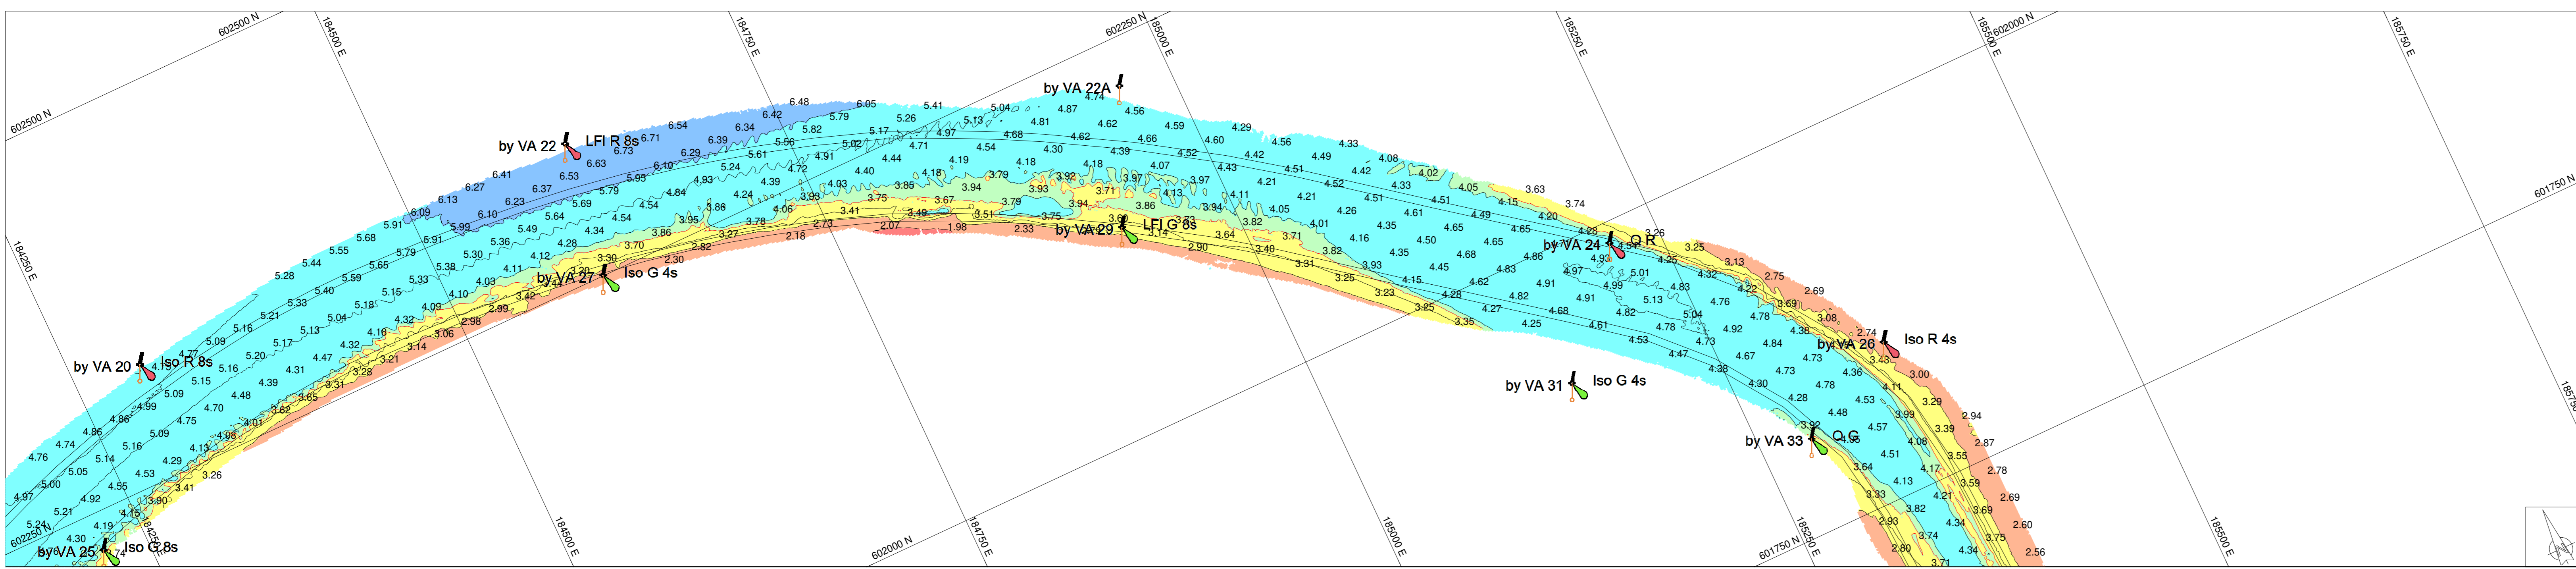 602500 N
184500 E
184750 E
602250 N
185000 E
185250 E
185500 E
602000 N
185750 E
602500 N
184250 E
601750 N
by VA 22A
by VA 22
LFl R 8s
by VA 29
LFl G 8s
by VA 27
Iso G 4s
by VA 24
Q R
by VA 26
Iso R 4s
by VA 20
Iso R 8s
by VA 31
Iso G 4s
by VA 33
Q G
by VA 25
Iso G 8s
602250 N
184250 E
184500 E
602000 N
184750 E
185000 E
601750 N
185250 E
185500 E
6.48 6.05 5.41 5.04 4.74
6.54 6.42 5.79 5.26 5.13 4.87 4.56
6.71 6.34 5.82 5.17 4.97 4.81 4.62 4.59 4.29
6.73 6.39 5.56 5.02 4.71 4.68 4.62 4.66 4.60 4.56 4.33
6.63 6.29 5.61 4.91 4.44 4.54 4.30 4.39 4.52 4.42 4.49 4.08
6.41 6.53 6.10 5.24 4.72 4.40 4.19 4.18 4.18 4.07 4.43 4.51 4.42 4.02
6.27 6.37 5.95 4.93 4.39 4.03 4.18 3.79 3.92 3.97 3.97 4.21 4.52 4.33 4.05 3.63
6.13 6.23 5.79 4.84 4.24 3.93 3.85 3.94 3.93 3.71 4.13 4.11 4.21 4.51 4.51 4.15 3.74
6.09 6.10 5.69 4.54 3.88 4.06 3.75 3.67 3.79 3.94 3.86 3.94 4.05 4.26 4.61 4.49 4.20
5.91 5.99 5.64 4.54 3.95 3.78 3.41 3.49 3.51 3.75 3.73 3.82 4.01 4.35 4.65 4.65 4.28 3.26
5.68 5.91 5.49 4.34 3.86 3.27 2.73 2.07 1.98 2.33 3.14 3.64 3.71 4.16 4.50 4.65 4.54 3.25
5.55 5.79 5.36 4.28 3.70 2.82 2.18 2.90 3.40 3.82 4.35 4.68 4.86 4.93 4.25 3.13
5.44 5.65 5.30 4.12 3.30 2.30 3.31 3.93 4.45 4.83 4.97 5.01 4.32 2.75
5.28 5.59 5.38 4.11 3.25 4.15 4.62 4.91 4.99 4.83 4.22 2.69
5.40 5.33 4.03 3.42 3.23 4.28 4.82 4.91 5.13 4.76 3.69
5.33 5.15 4.10 2.99 3.25 4.27 4.68 4.82 5.04 4.78 3.08
5.21 5.18 4.09 2.98 3.35 4.25 4.61 4.78 4.92 4.38 2.74
5.16 5.04 4.32 3.06 4.53 4.73 4.84
5.09 5.13 4.18 3.14 4.47 4.67 4.73 3.43
4.77 5.17 4.32 3.21 4.38 4.73 4.36 3.00
5.20 4.47 3.28 4.30 4.78 4.11
5.16 4.31 3.31 4.28 4.53 3.29
5.15 4.39 3.65 4.48 3.99 2.94
5.09 4.48 3.62 3.92 4.57 3.39
4.99 4.70 4.01 4.08 2.87
4.86 4.75 4.08 4.51 3.55
4.86 5.09 4.13 3.64 4.17 2.78
4.74 5.16 4.29 4.13 3.59
4.76 5.14 4.53 3.26 3.33 4.21 2.69
5.05 4.55 3.41 3.82 3.69
5.00 4.92 3.90 2.93 4.34 2.60
4.97 5.21 4.15 3.74 3.75
5.24 4.19 2.80 4.34 2.56
4.30 3.71
N